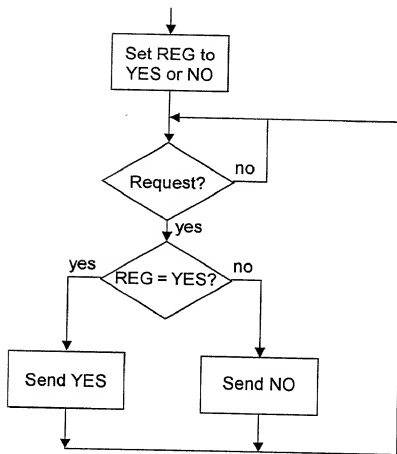 Set REG to
YES or NO
Request?
no
yes
yes
REG = YES?
no
Send YES
Send NO